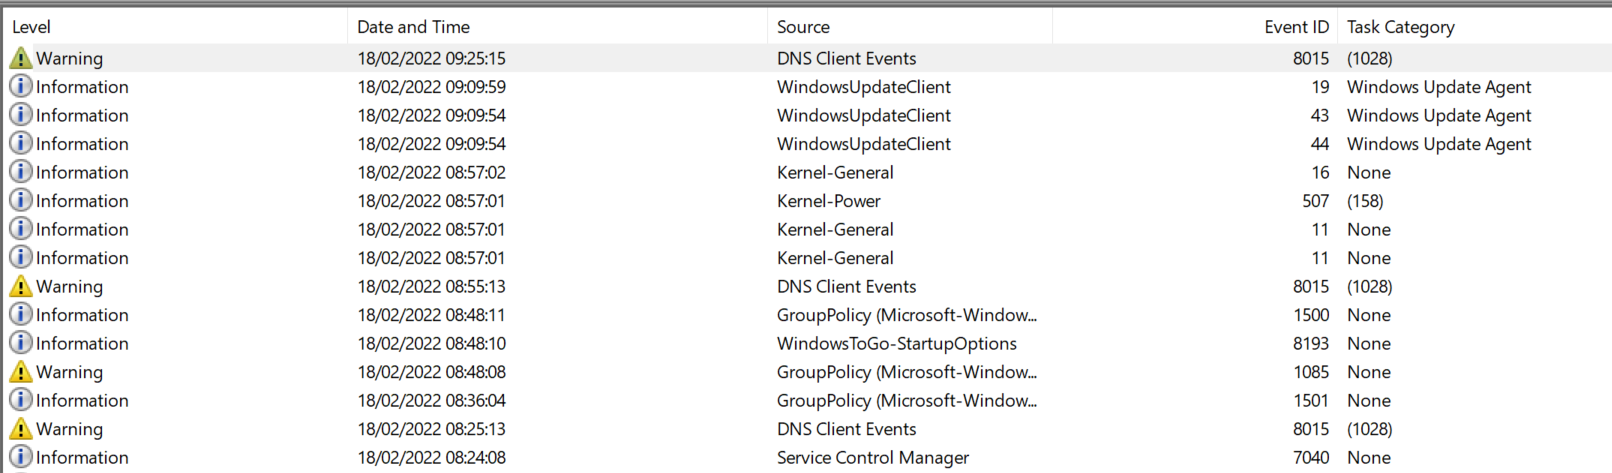 Level Date and Time Source Event ID Task Category
Warning 18/02/2022 09:25:15 DNS Client Events 8015 (1028)
Information 18/02/2022 09:09:59 WindowsUpdateClient 19 Windows Update Agent
Information 18/02/2022 09:09:54 WindowsUpdateClient 43 Windows Update Agent
Information 18/02/2022 09:09:54 WindowsUpdateClient 44 Windows Update Agent
Information 18/02/2022 08:57:02 Kernel-General 16 None
Information 18/02/2022 08:57:01 Kernel-Power 507 (158)
Information 18/02/2022 08:57:01 Kernel-General 11 None
Information 18/02/2022 08:57:01 Kernel-General 11 None
Warning 18/02/2022 08:55:13 DNS Client Events 8015 (1028)
Information 18/02/2022 08:48:11 GroupPolicy (Microsoft-Window... 1500 None
Information 18/02/2022 08:48:10 WindowsToGo-StartupOptions 8193 None
Warning 18/02/2022 08:48:08 GroupPolicy (Microsoft-Window... 1085 None
Information 18/02/2022 08:36:04 GroupPolicy (Microsoft-Window... 1501 None
Warning 18/02/2022 08:25:13 DNS Client Events 8015 (1028)
Information 18/02/2022 08:24:08 Service Control Manager 7040 None